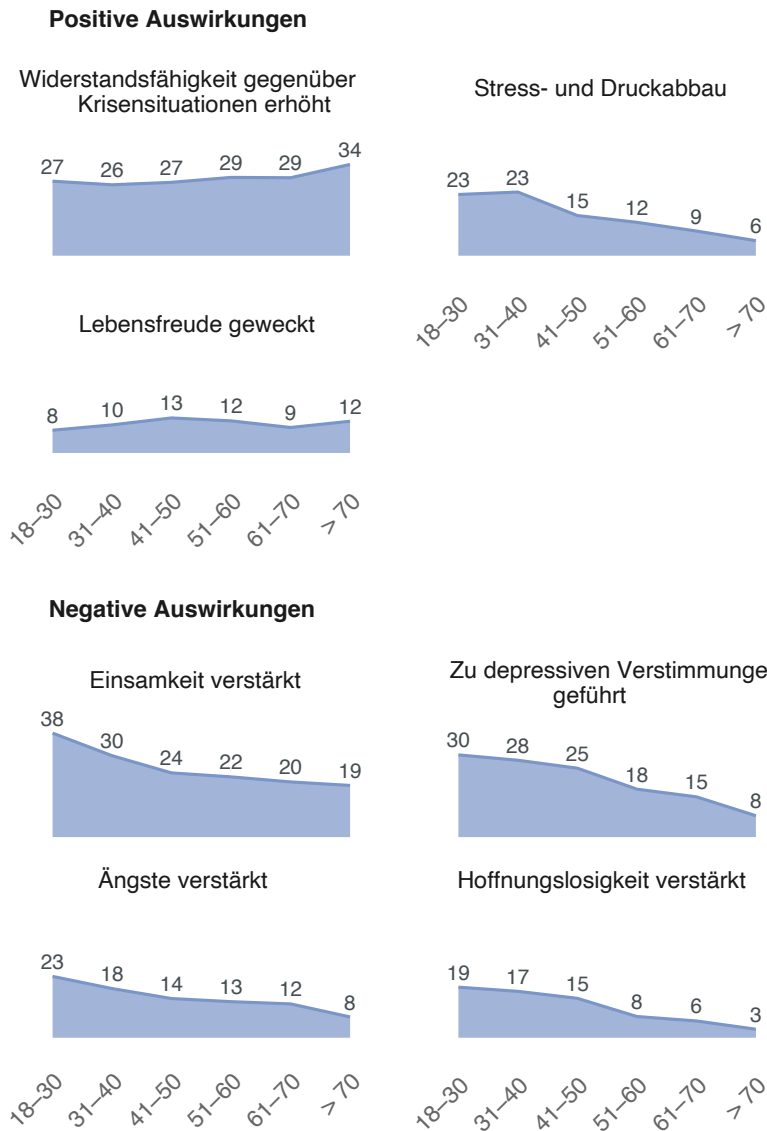 Positive Auswirkungen
Widerstandsfähigkeit gegenüber
Krisensituationen erhöht
27 26 27 29 29 34
Stress- und Druckabbau
23 23 15 12 9 6
18–30 31–40 41–50 51–60 61–70 > 70
Lebensfreude geweckt
8 10 13 12 9 12
18–30 31–40 41–50 51–60 61–70 > 70
Negative Auswirkungen
Einsamkeit verstärkt
38 30 24 22 20 19
Zu depressiven Verstimmunge
geführt
30 28 25 18 15 8
Ängste verstärkt
23 18 14 13 12 8
18–30 31–40 41–50 51–60 61–70 > 70
Hoffnungslosigkeit verstärkt
19 17 15 8 6 3
18–30 31–40 41–50 51–60 61–70 > 70